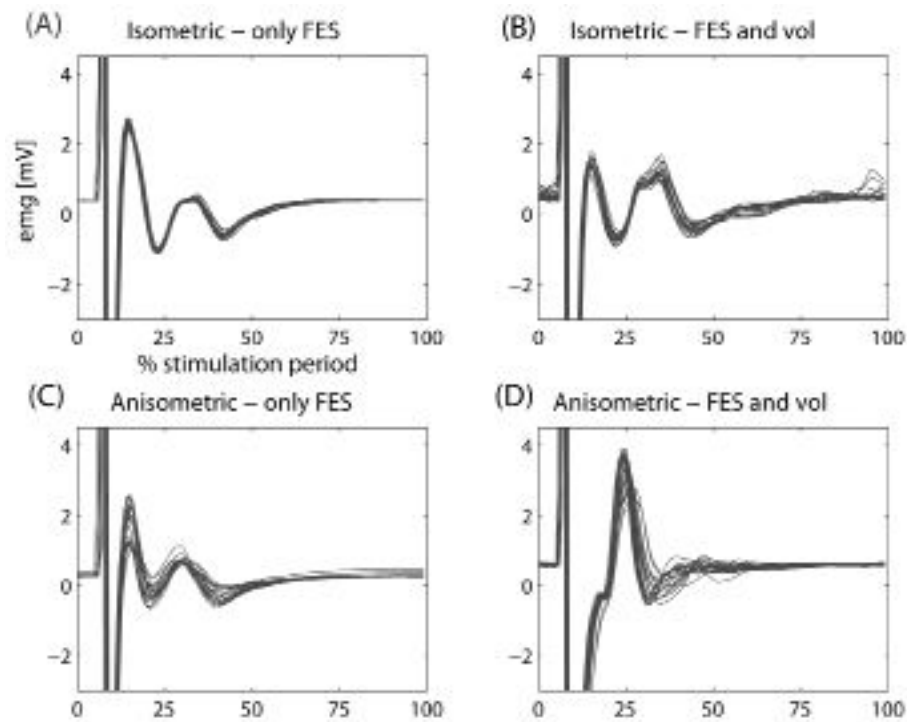 (A) Isometric – only FES
(B) Isometric – FES and vol
emg [mV]
4
2
0
−2
0 25 50 75 100
% stimulation period
4
2
0
−2
0 25 50 75 100
(C) Anisometric – only FES
(D) Anisometric – FES and vol
4
2
0
−2
0 25 50 75 100
4
2
0
−2
0 25 50 75 100